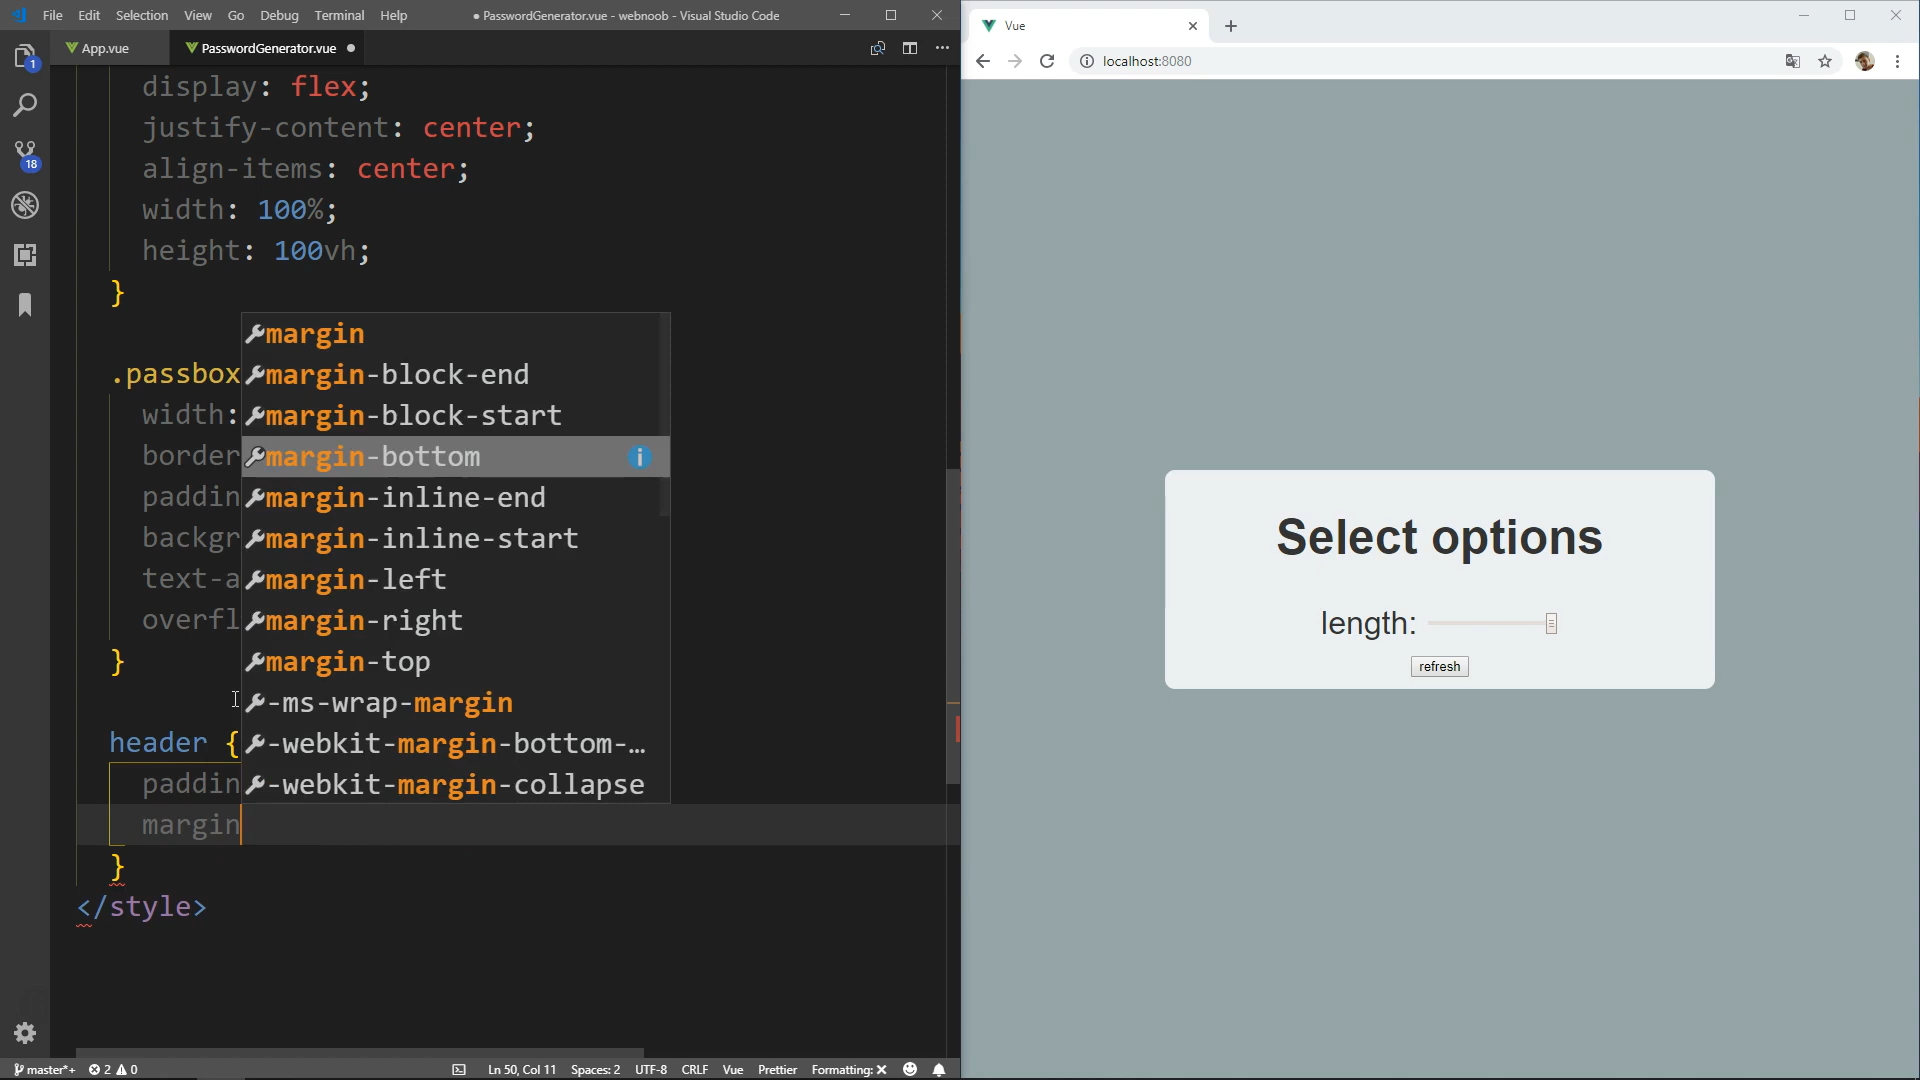 File Edit Selection View Go Debug Terminal Help
● PasswordGenerator.vue - webnoob - Visual Studio Code
App.vue
PasswordGenerator.vue
1
18
display: flex;
justify-content: center;
align-items: center;
width: 100%;
height: 100vh;
}
.passbox
width:
border
paddin
backgr
text-a
overfl
}
header {
paddin
margin
}
</style>
margin
margin-block-end
margin-block-start
margin-bottom
margin-inline-end
margin-inline-start
margin-left
margin-right
margin-top
-ms-wrap-margin
-webkit-margin-bottom-…
-webkit-margin-collapse
master*+ 2 0
Ln 50, Col 11 Spaces: 2 UTF-8 CRLF Vue Prettier Formatting: ✕
Vue
localhost:8080
Select options
length:
refresh